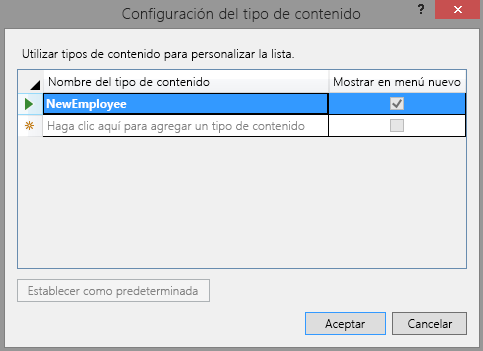 Configuración del tipo de contenido
?
Utilizar tipos de contenido para personalizar la lista.
Nombre del tipo de contenido Mostrar en menú nuevo
NewEmployee
Haga clic aquí para agregar un tipo de contenido
Establecer como predeterminada
Aceptar Cancelar